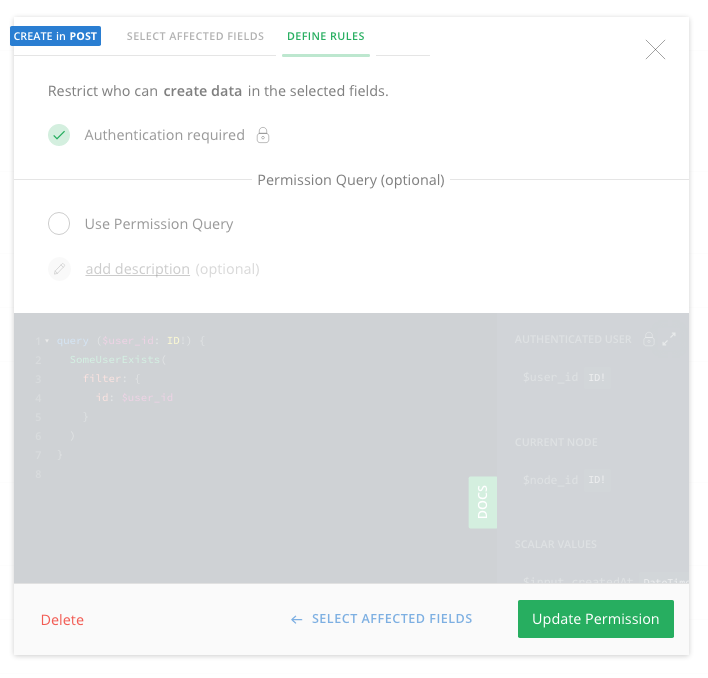 CREATE in POST SELECT AFFECTED FIELDS DEFINE RULES
Restrict who can create data in the selected fields.
Authentication required
Permission Query (optional)
Use Permission Query
add description (optional)
1 query ($user_id: ID!) {
2 SomeUserExists(
3 filter: {
4 id: $user_id
5 }
6 )
7 }
8
AUTHENTICATED USER
$user_id ID!
CURRENT NODE
$node_id ID!
DOCS
SCALAR VALUES
$input_createdAt DateTime
Delete
← SELECT AFFECTED FIELDS
Update Permission